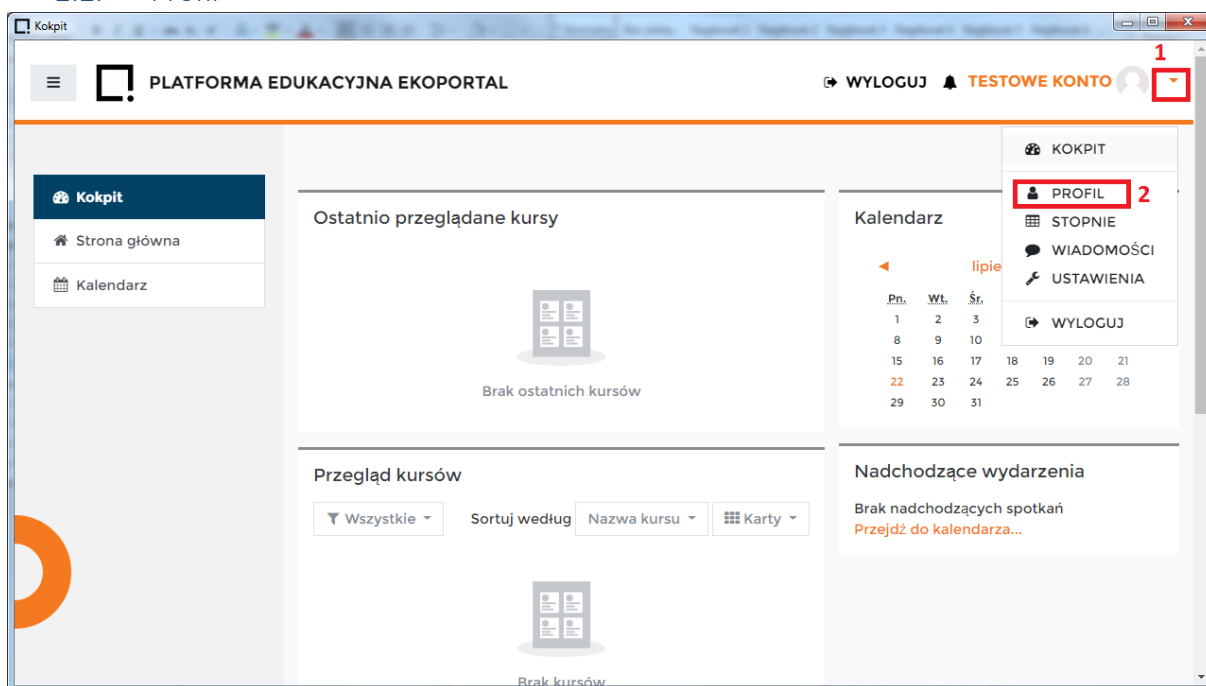 Kokpit
1
PLATFORMA EDUKACYJNA EKOPORTAL
WYLOGUJ
TESTOWE KONTO
KOKPIT
PROFIL 2
STOPNIE
WIADOMOŚCI
USTAWIENIA
WYLOGUJ
Kokpit
Strona główna
Kalendarz
Ostatnio przeglądane kursy
Brak ostatnich kursów
Przegląd kursów
Wszystkie
Sortuj według
Nazwa kursu
Karty
Brak kursów
Kalendarz
lipie
Pn. Wt. Śr.
1 2 3
8 9 10
15 16 17 18 19 20 21
22 23 24 25 26 27 28
29 30 31
Nadchodzące wydarzenia
Brak nadchodzących spotkań
Przejdź do kalendarza...